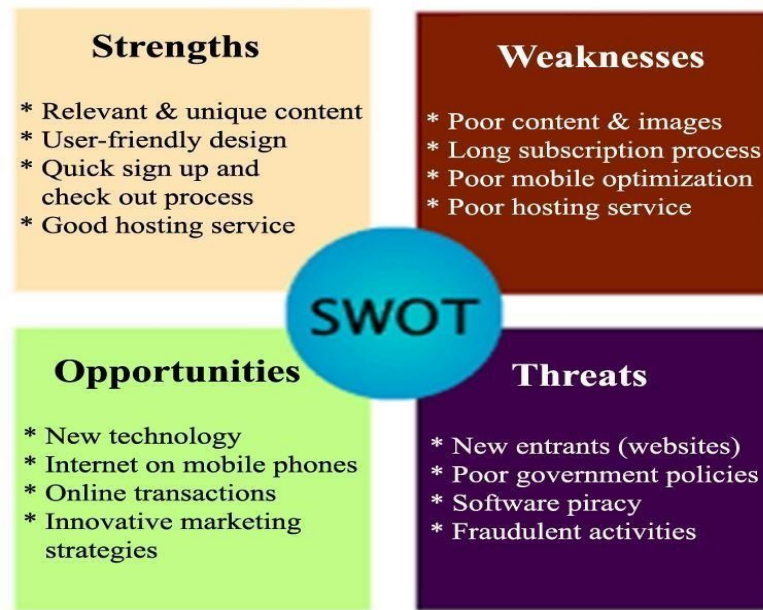 Strengths
* Relevant & unique content
* User-friendly design
* Quick sign up and
check out process
* Good hosting service
Weaknesses
* Poor content & images
* Long subscription process
* Poor mobile optimization
* Poor hosting service
SWOT
Opportunities
* New technology
* Internet on mobile phones
* Online transactions
* Innovative marketing
strategies
Threats
* New entrants (websites)
* Poor government policies
* Software piracy
* Fraudulent activities